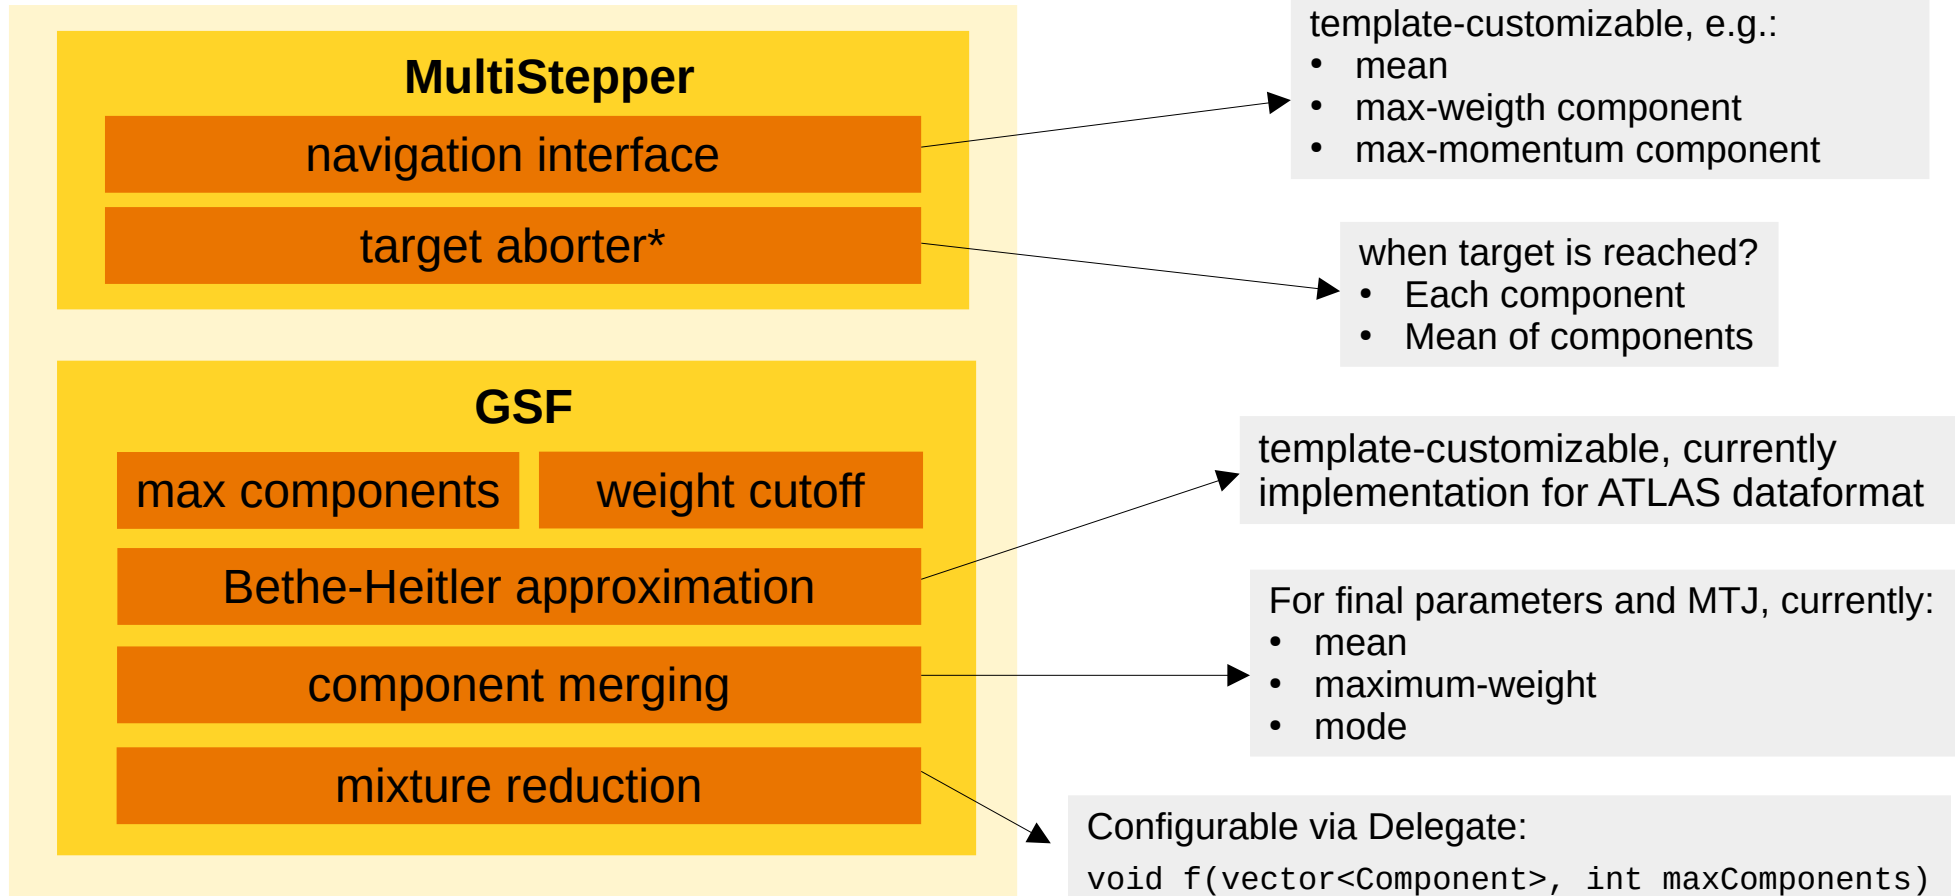 MultiStepper
navigation interface
target aborter*
GSF
max components
weight cutoff
Bethe-Heitler approximation
component merging
mixture reduction
template-customizable, e.g.:
• mean
• max-weigth component
• max-momentum component
when target is reached?
• Each component
• Mean of components
template-customizable, currently
implementation for ATLAS dataformat
For final parameters and MTJ, currently:
• mean
• maximum-weight
• mode
Configurable via Delegate:
void f(vector<Component>, int maxComponents)